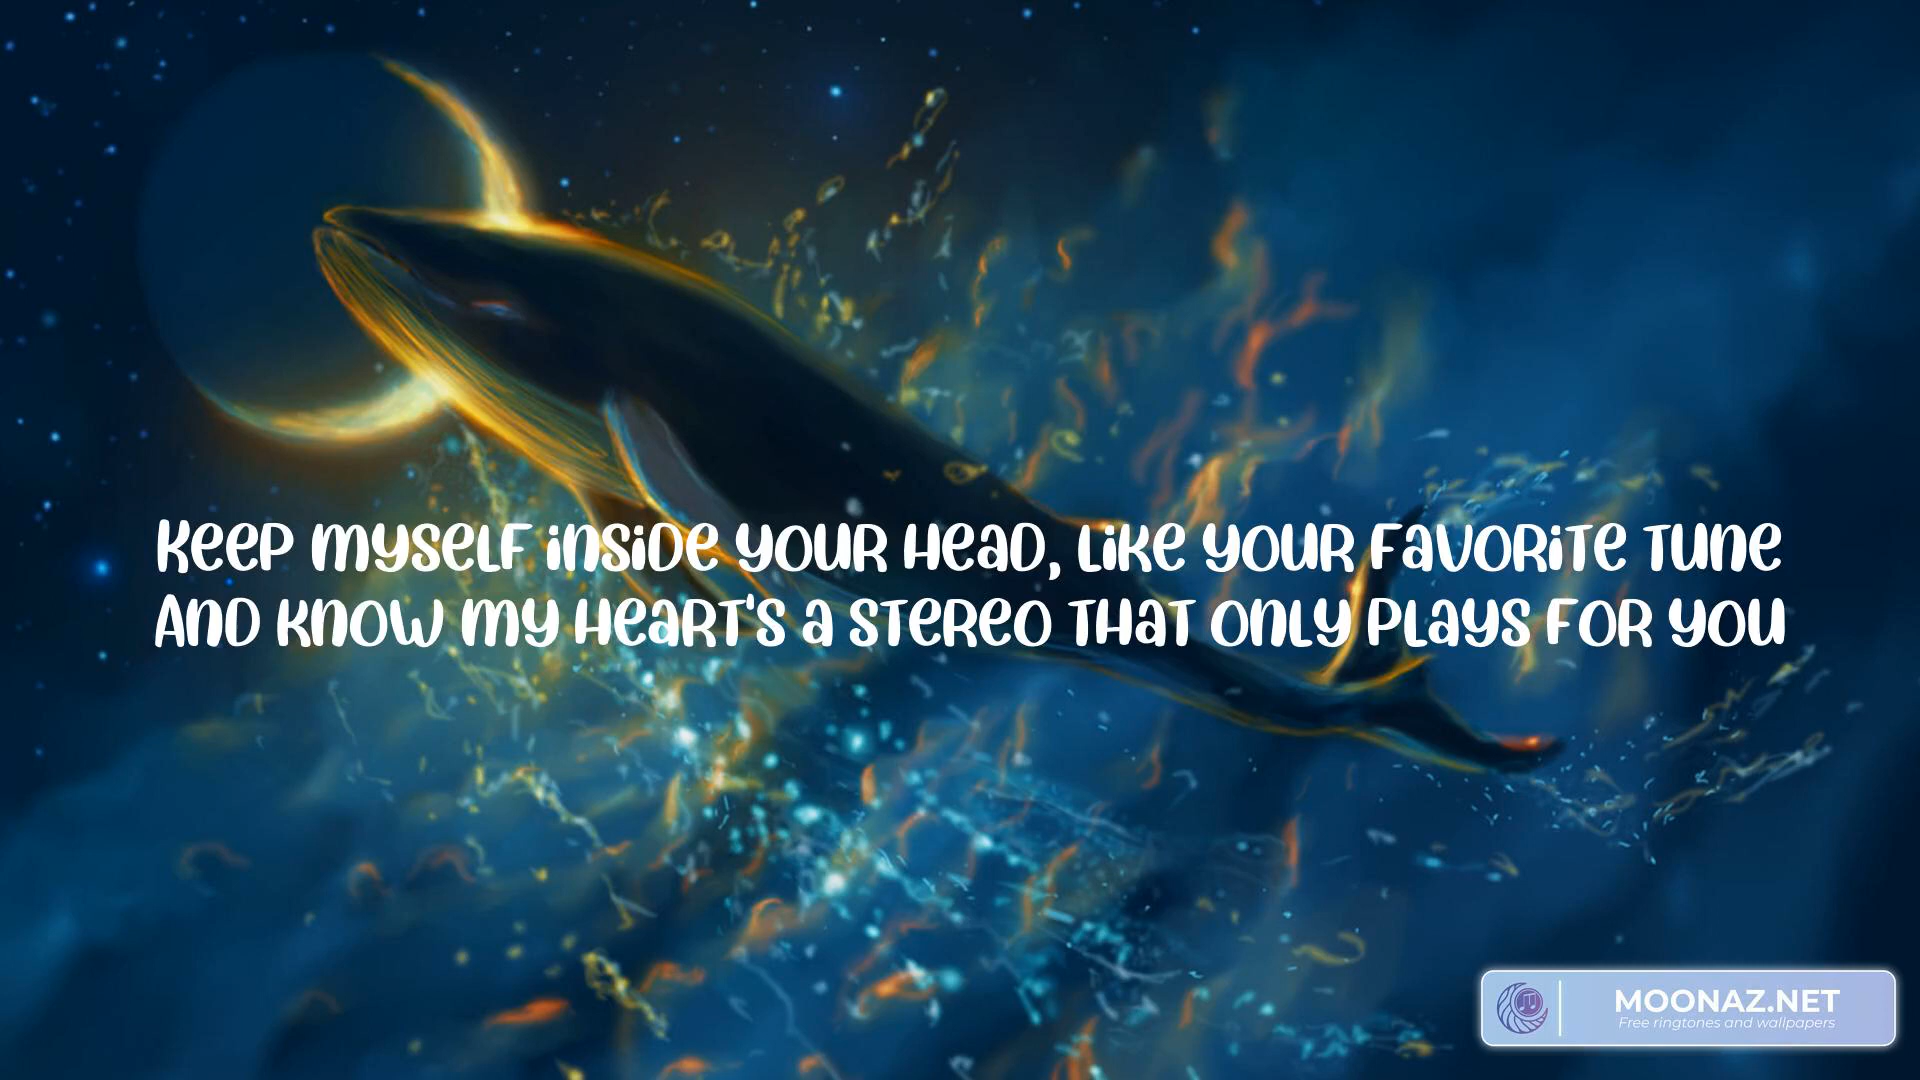 Keep myself inside your head, like your favorite tune
And know my heart's a stereo that only plays for you
MOONAZ.NET
Free ringtones and wallpapers